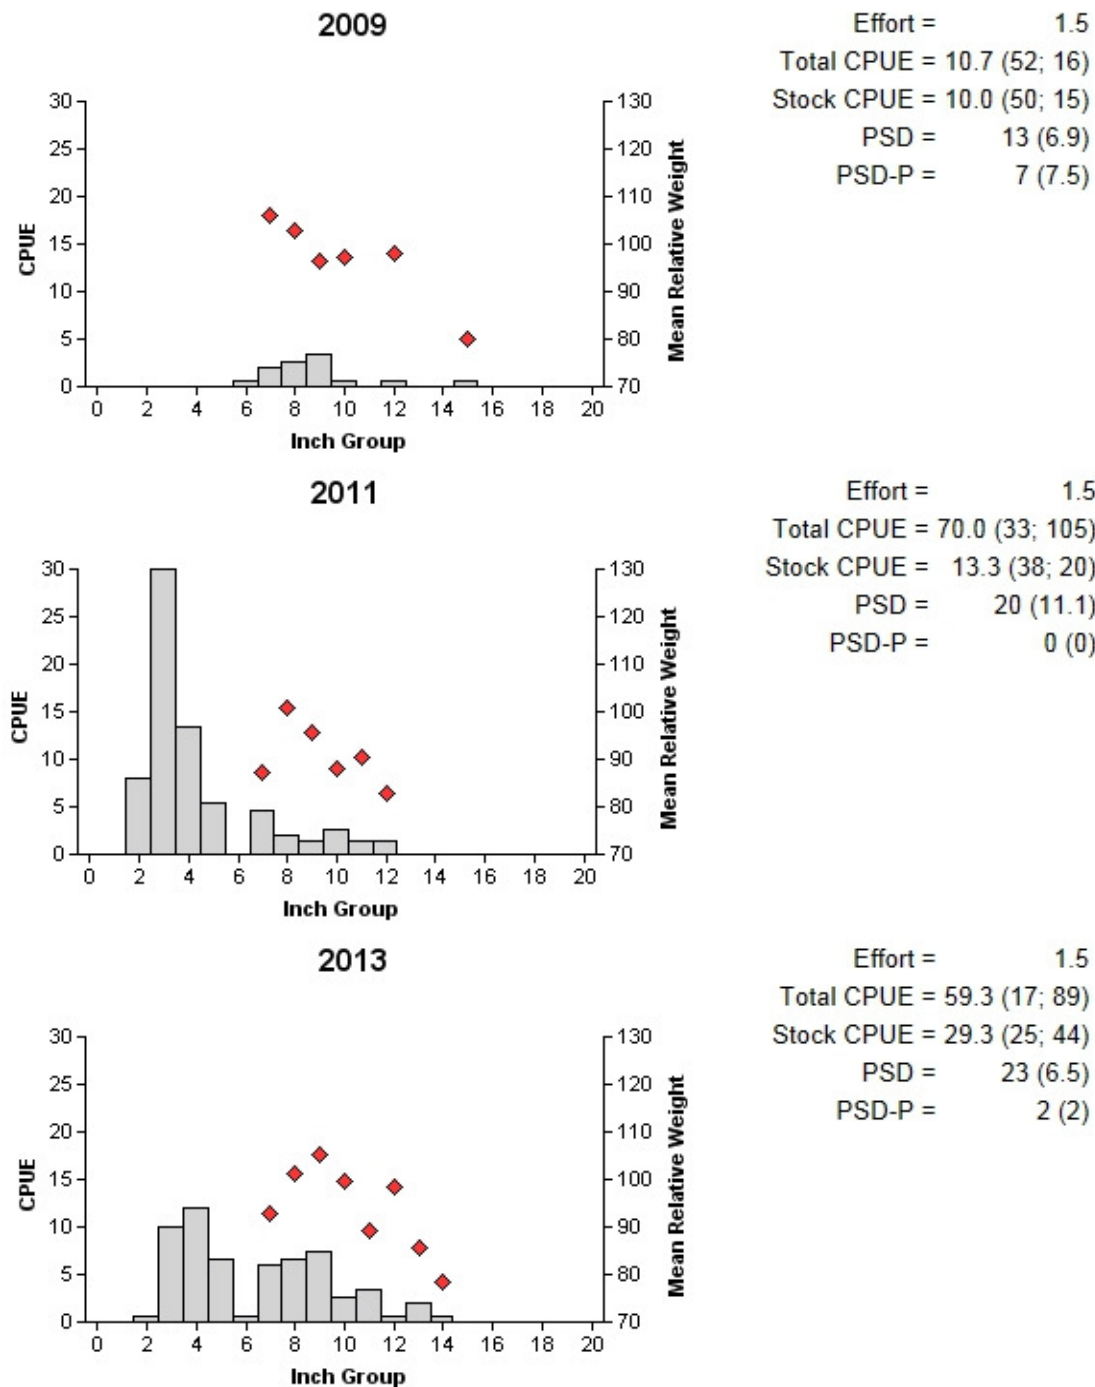 2009
Effort = 1.5
Total CPUE = 10.7 (52; 16)
Stock CPUE = 10.0 (50; 15)
PSD = 13 (6.9)
PSD-P = 7 (7.5)
30 130
25 120
20 110
15 100
10 90
5 80
0 70
CPUE
Mean Relative Weight
0 2 4 6 8 10 12 14 16 18 20
Inch Group
2011
Effort = 1.5
Total CPUE = 70.0 (33; 105)
Stock CPUE = 13.3 (38; 20)
PSD = 20 (11.1)
PSD-P = 0 (0)
30 130
25 120
20 110
15 100
10 90
5 80
0 70
CPUE
Mean Relative Weight
0 2 4 6 8 10 12 14 16 18 20
Inch Group
2013
Effort = 1.5
Total CPUE = 59.3 (17; 89)
Stock CPUE = 29.3 (25; 44)
PSD = 23 (6.5)
PSD-P = 2 (2)
30 130
25 120
20 110
15 100
10 90
5 80
0 70
CPUE
Mean Relative Weight
0 2 4 6 8 10 12 14 16 18 20
Inch Group